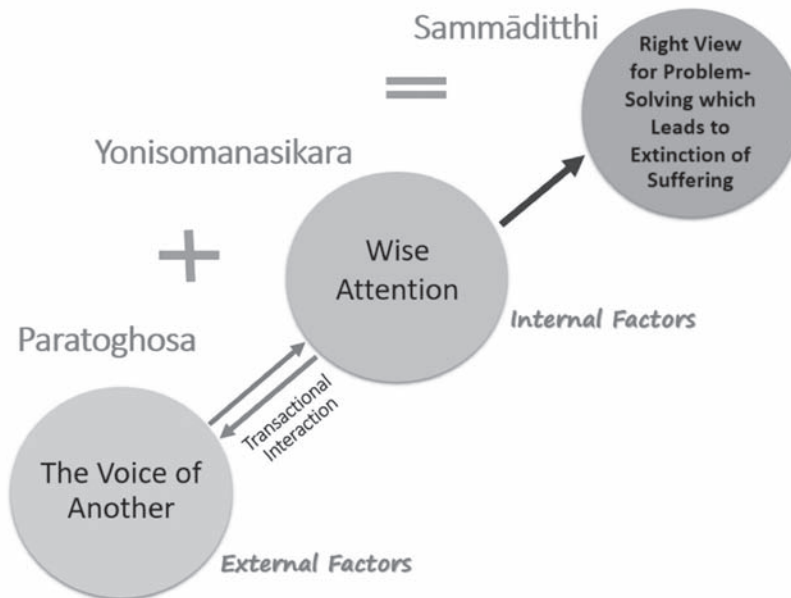 Sammāditthi
Right View
for Problem-
Solving which
Leads to
Extinction of
Suffering
=
Yonisomanasikara
Wise
Attention
+
Internal Factors
Paratoghosa
Transactional
Interaction
The Voice of
Another
External Factors